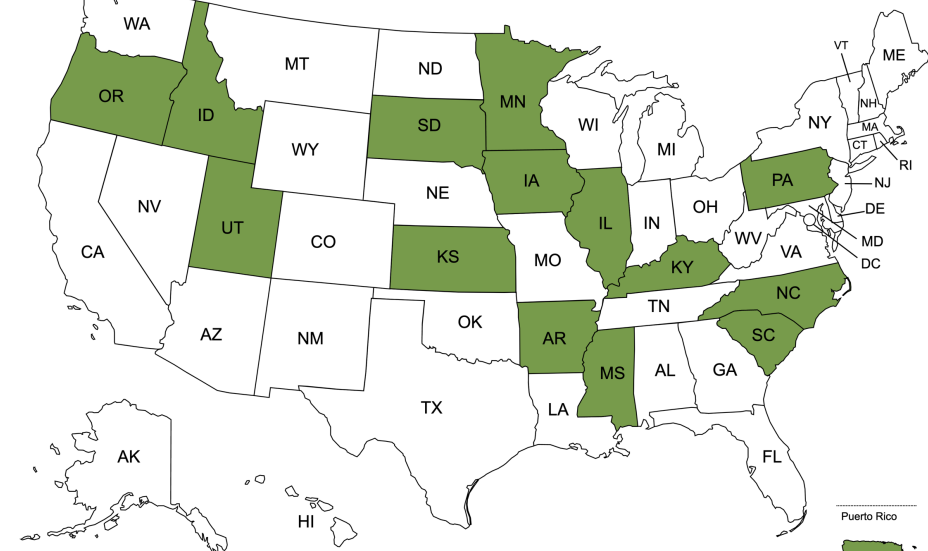 WA
MT
ND
MN
OR
ID
SD
WI
MI
NY
VT
NH
ME
MA
CT
RI
WY
NE
IA
PA
NJ
NV
UT
CO
IL
IN
OH
DE
MD
DC
WV
VA
CA
KS
MO
KY
NC
TN
SC
AZ
NM
OK
AR
MS
AL
GA
TX
LA
FL
AK
HI
Puerto Rico